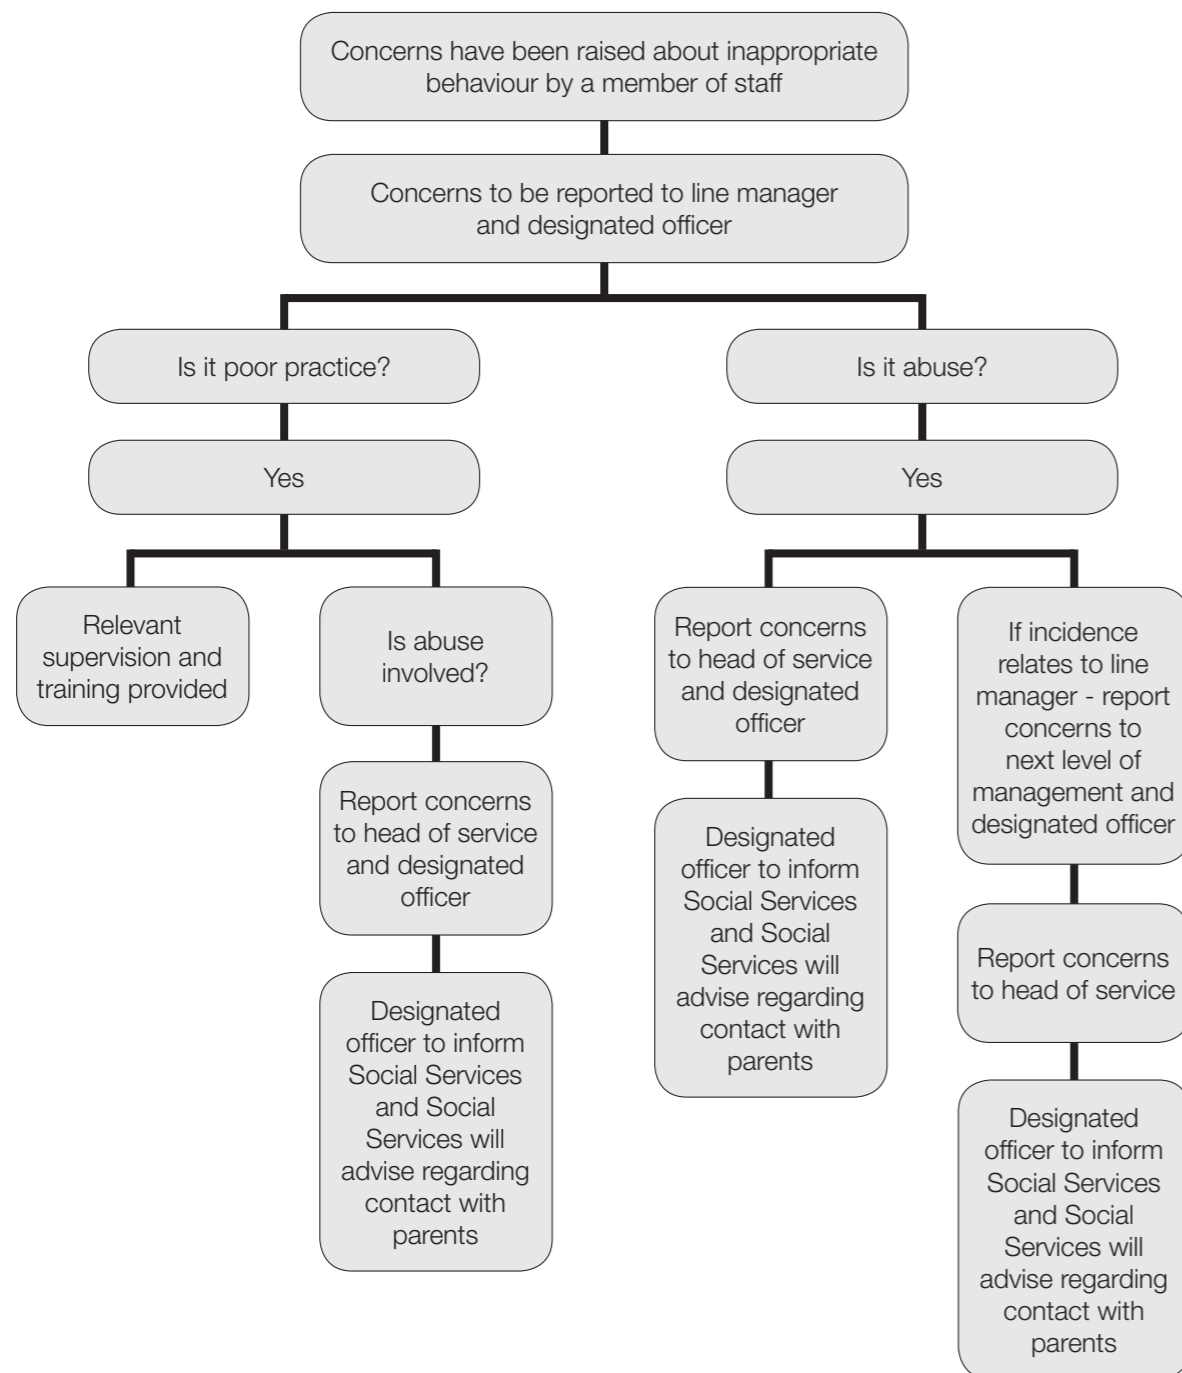 Concerns have been raised about inappropriate
behaviour by a member of staff
Concerns to be reported to line manager
and designated officer
Is it poor practice?
Yes
Relevant
supervision and
training provided
Is abuse
involved?
Report concerns
to head of service
and designated
officer
Designated
officer to inform
Social Services
and Social
Services will
advise regarding
contact with
parents
Is it abuse?
Yes
Report concerns
to head of service
and designated
officer
Designated
officer to inform
Social Services
and Social
Services will
advise regarding
contact with
parents
If incidence
relates to line
manager - report
concerns to
next level of
management and
designated officer
Report concerns
to head of service
Designated
officer to inform
Social Services
and Social
Services will
advise regarding
contact with
parents